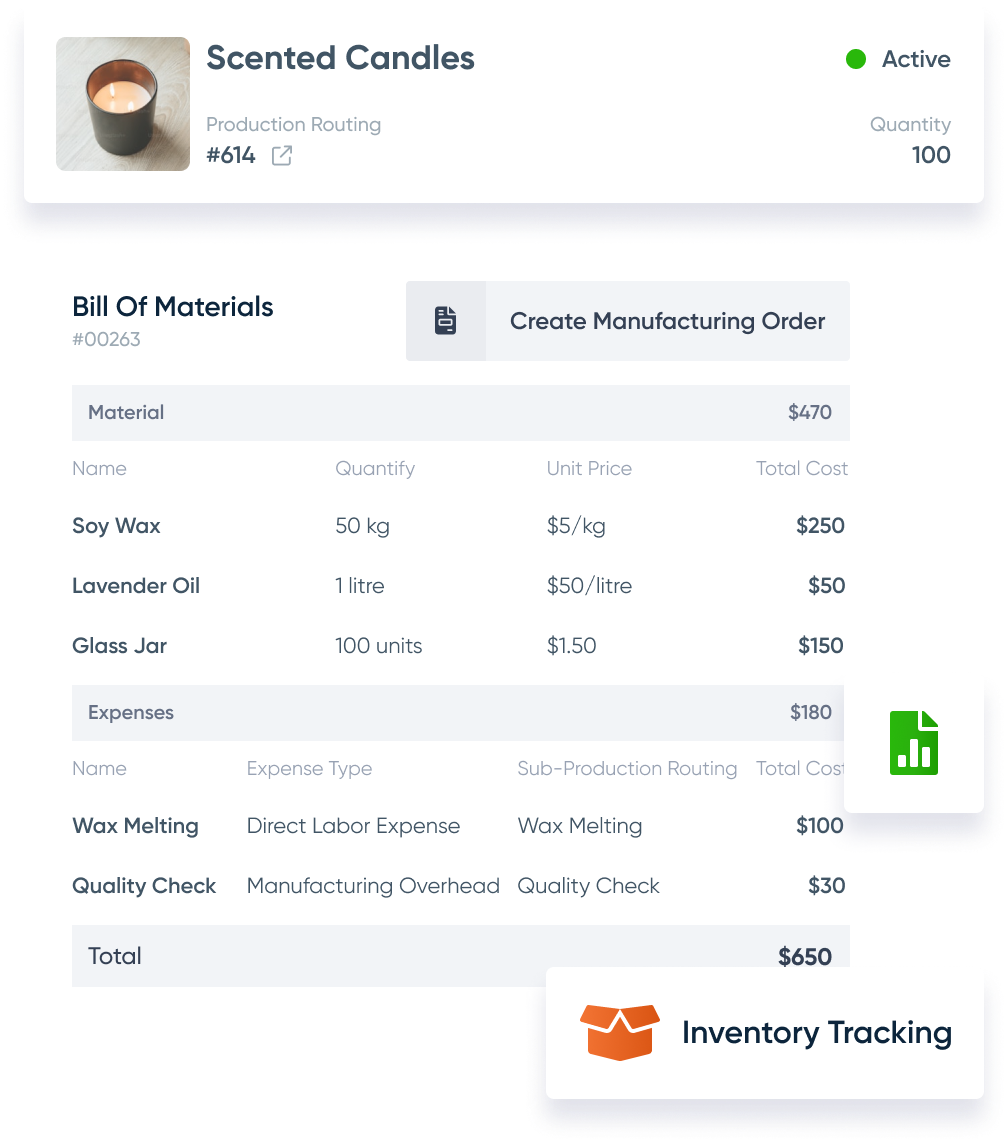 Scented Candles
Active
Production Routing
Quantity
#614
100
Bill Of Materials
#00263
Create Manufacturing Order
Material $470
Name Quantify Unit Price Total Cost
Soy Wax 50 kg $5/kg $250
Lavender Oil 1 litre $50/litre $50
Glass Jar 100 units $1.50 $150
Expenses $180
Name Expense Type Sub-Production Routing Total Cost
Wax Melting Direct Labor Expense Wax Melting $100
Quality Check Manufacturing Overhead Quality Check $30
Total $650
Inventory Tracking